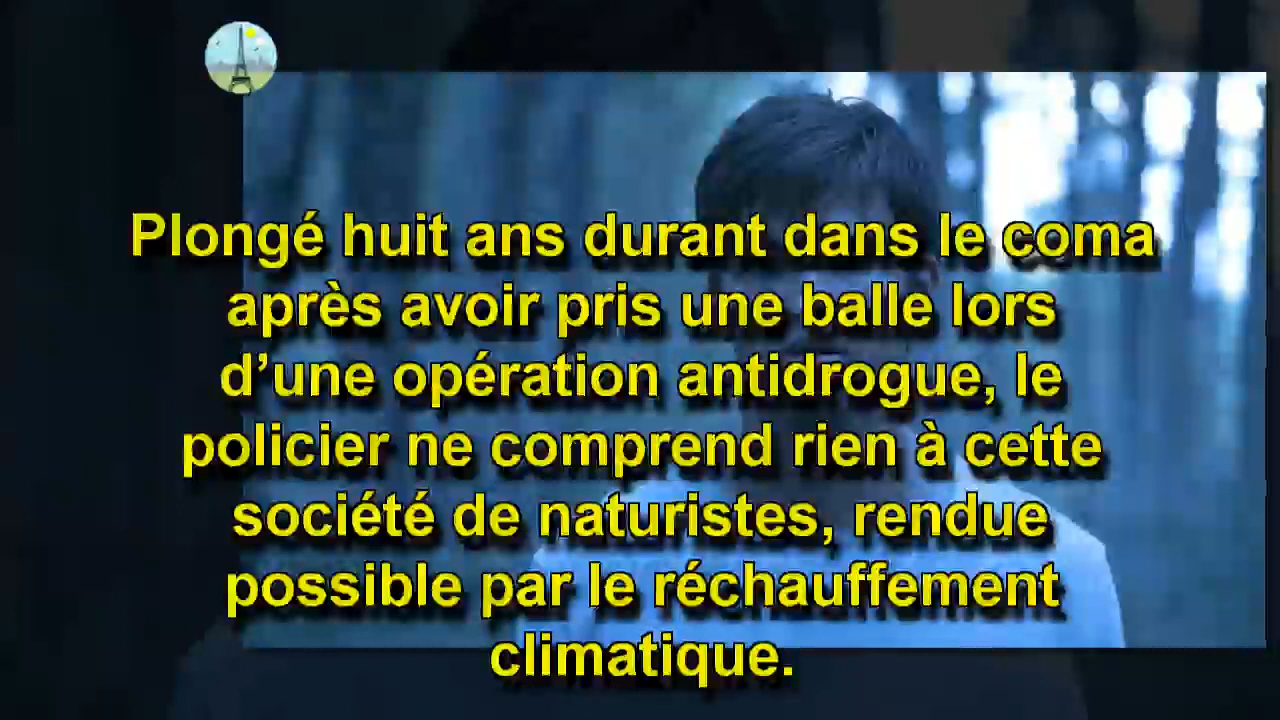 Plongé huit ans durant dans le coma
après avoir pris une balle lors
d’une opération antidrogue, le
policier ne comprend rien à cette
société de naturistes, rendue
possible par le réchauffement
climatique.